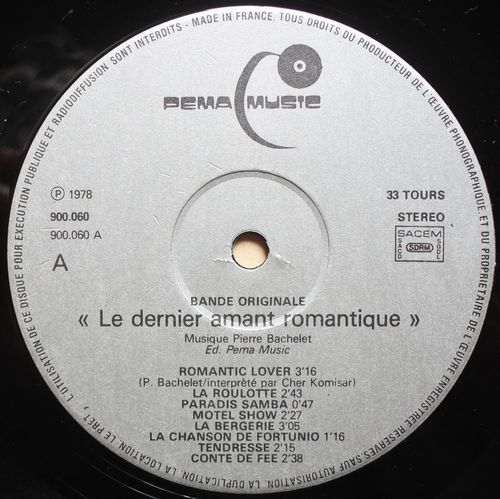 PEMA MUSIC
MADE IN FRANCE. TOUS DROITS DU PRODUCTEUR DE L'ŒUVRE PHONOGRAPHIQUE ET DU PROPRIETAIRE DE L'ŒUVRE ENREGISTREE RESERVES. SAUF AUTORISATION LA DUPLICATION, LA LOCATION, LE PRET, L'UTILISATION DE CE DISQUE POUR EXECUTION PUBLIQUE ET RADIODIFFUSION SONT INTERDITS -
℗ 1978
900.060
900.060 A
A
33 TOURS
STEREO
SACEM
SACD
SDRM
SGDL
BANDE ORIGINALE
« Le dernier amant romantique »
Musique Pierre Bachelet
Ed. Pema Music
ROMANTIC LOVER 3'16
(P. Bachelet/interprèté par Cher Komisar)
LA ROULOTTE 2'43
PARADIS SAMBA 0'47
MOTEL SHOW 2'27
LA BERGERIE 3'05
LA CHANSON DE FORTUNIO 1'16
TENDRESSE 2'15
CONTE DE FEE 2'38